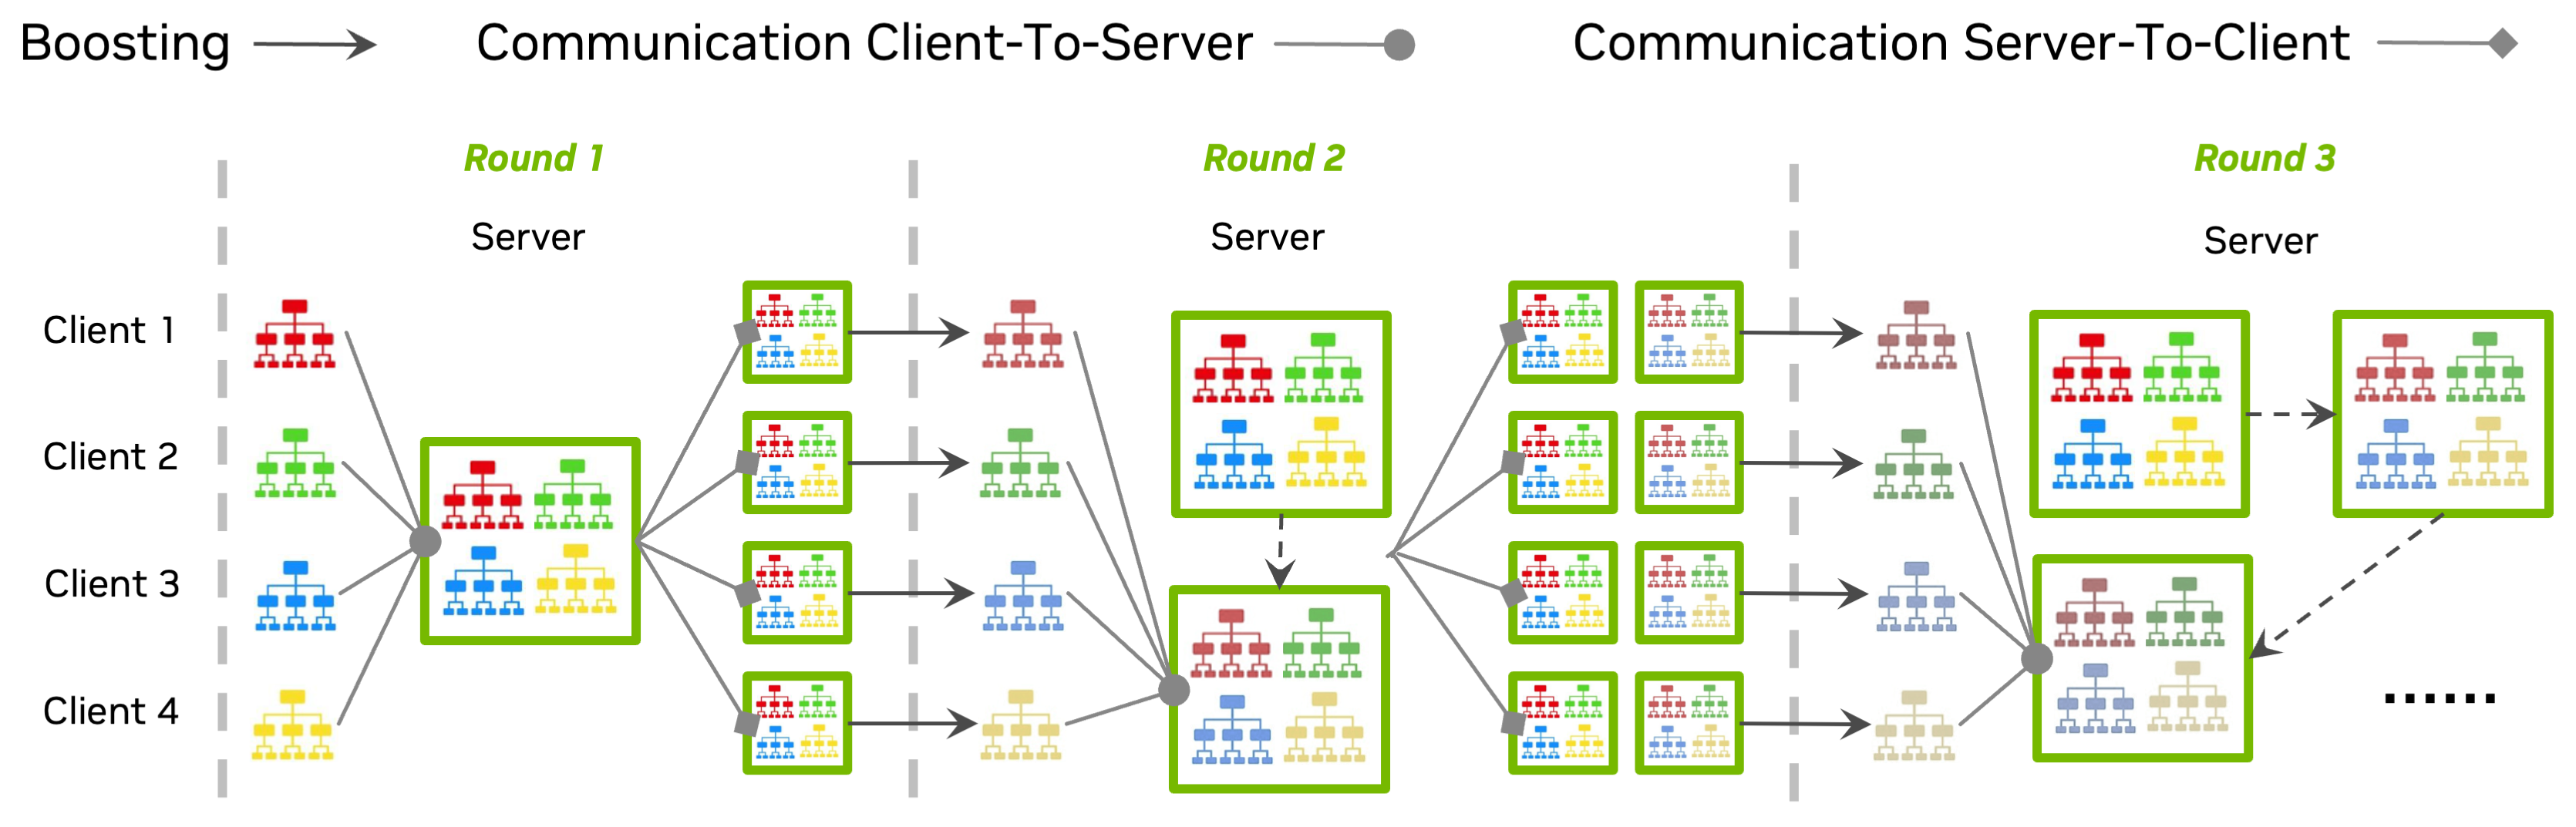 Boosting
Communication Client-To-Server
Communication Server-To-Client
Round 1
Round 2
Round 3
Server
Server
Server
Client 1
Client 2
Client 3
Client 4
......